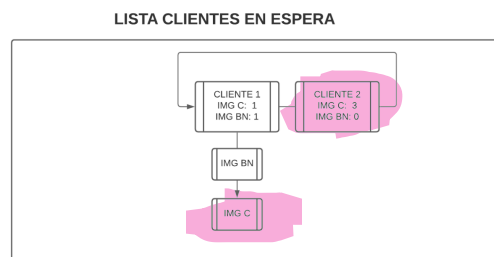 LISTA CLIENTES EN ESPERA
CLIENTE 1
IMG C: 1
IMG BN: 1
CLIENTE 2
IMG C: 3
IMG BN: 0
IMG BN
IMG C